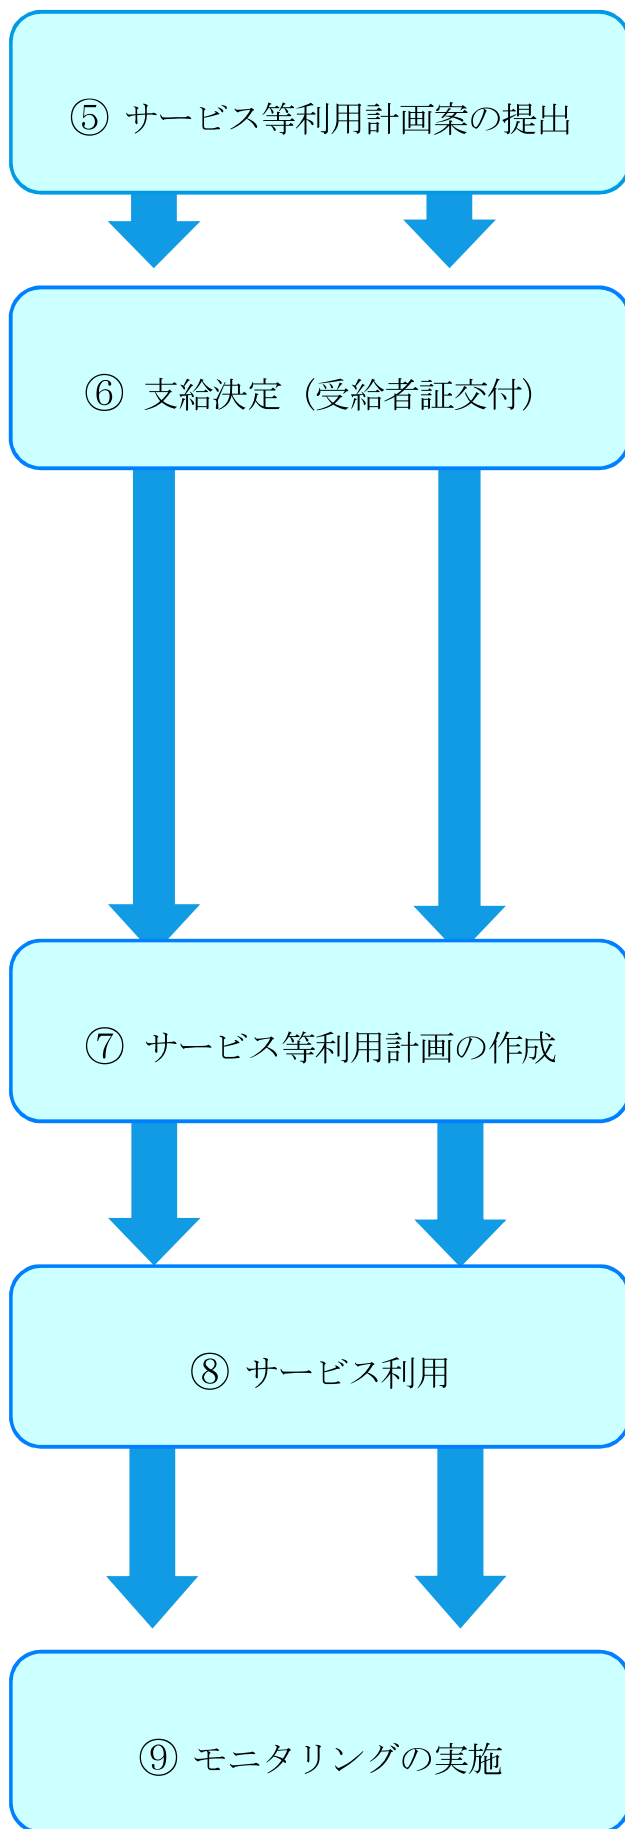 ⑤ サービス等利用計画案の提出
⑥ 支給決定（受給者証交付）
⑦ サービス等利用計画の作成
⑧ サービス利用
⑨ モニタリングの実施